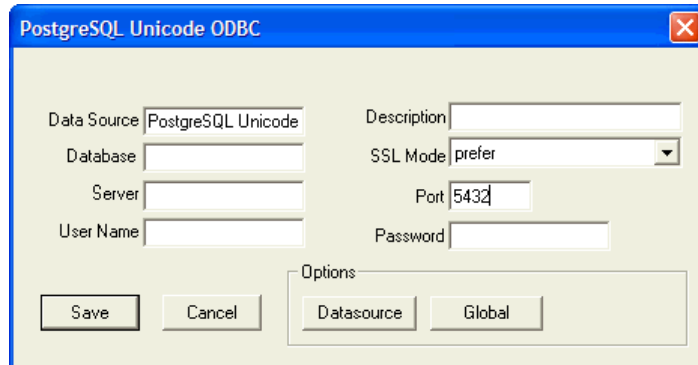 PostgreSQL Unicode ODBC
Data Source PostgreSQL Unicode
Description
Database
SSL Mode prefer
Server
Port 5432
User Name
Password
Options
Save Cancel Datasource Global